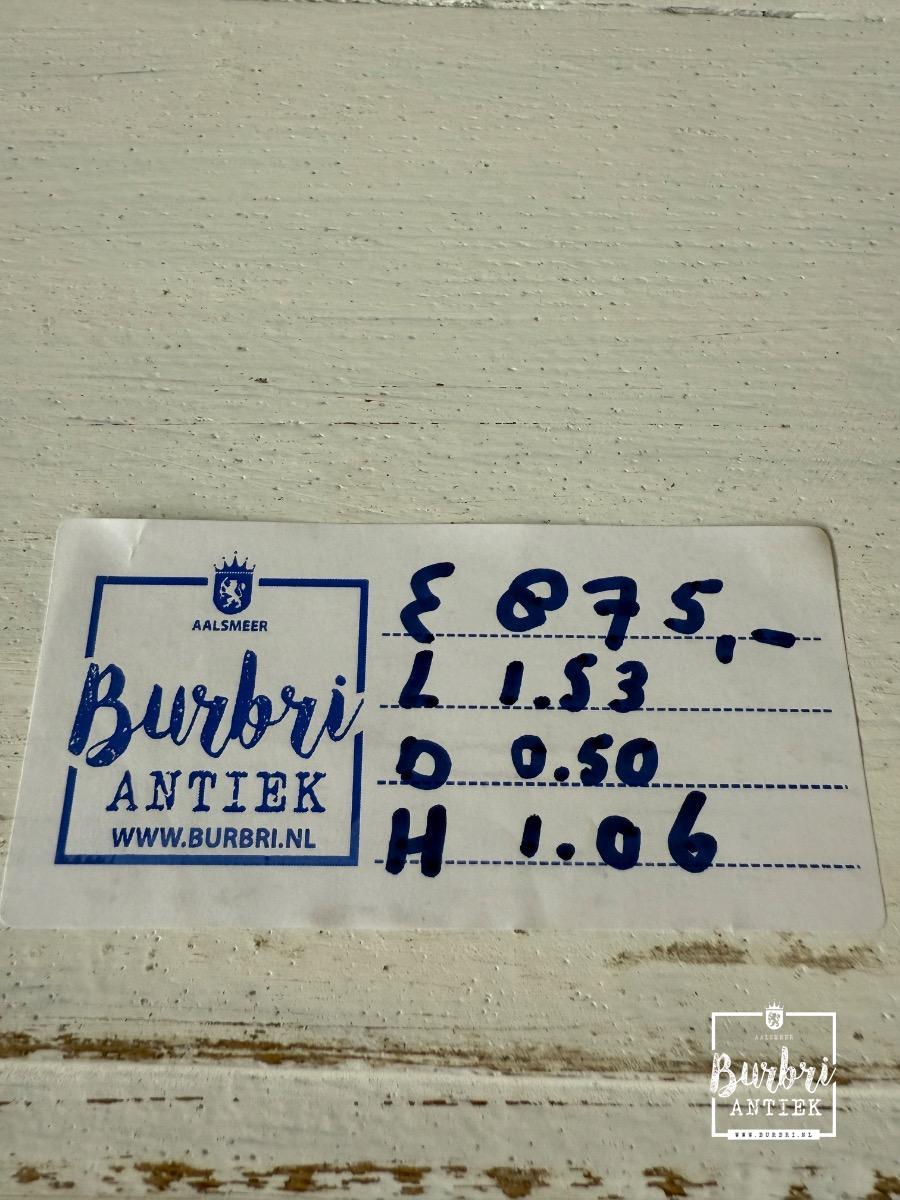 AALSMEER
Burbri
ANTIEK
WWW.BURBRI.NL
€ 875,-
L 1.53
D 0.50
H 1.06
AALSMEER
Burbri
ANTIEK
WWW.BURBRI.NL